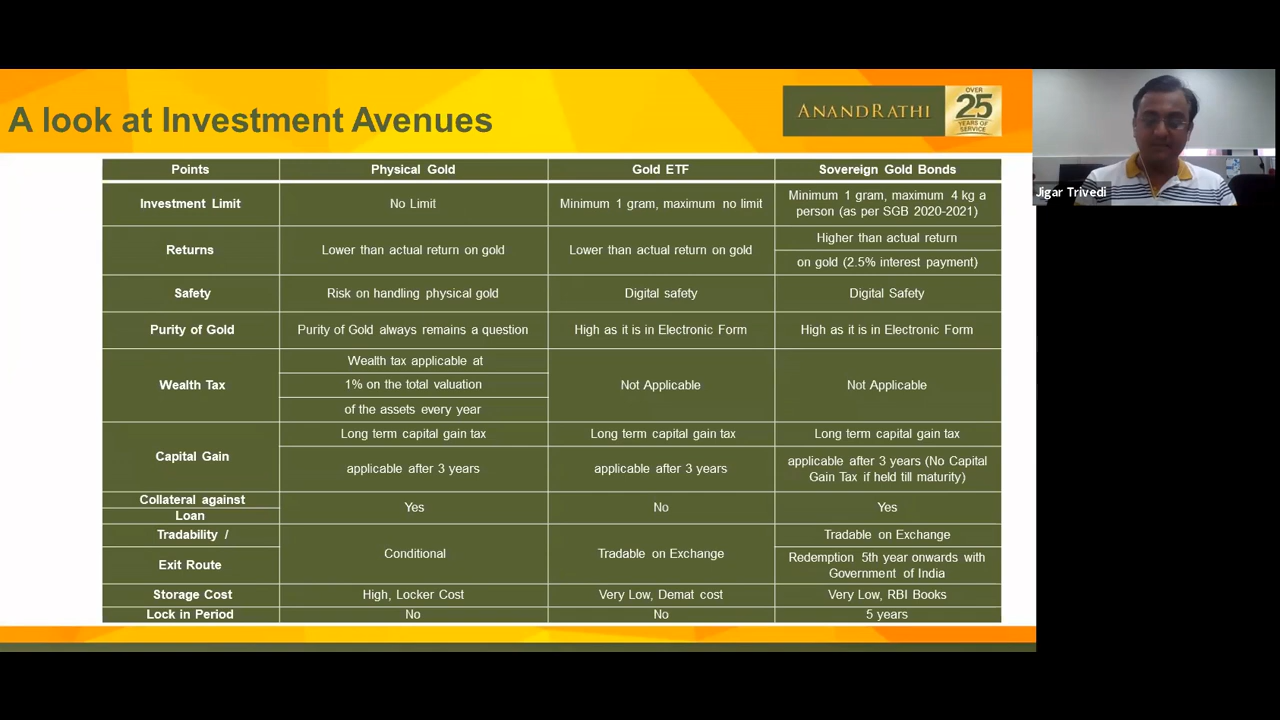 A look at Investment Avenues
ANANDRATHI
OVER
25
YEARS OF
SERVICE
Jigar Trivedi
Points
Physical Gold
Gold ETF
Sovereign Gold Bonds
Investment Limit
No Limit
Minimum 1 gram, maximum no limit
Minimum 1 gram, maximum 4 kg a
person (as per SGB 2020-2021)
Returns
Lower than actual return on gold
Lower than actual return on gold
Higher than actual return
on gold (2.5% interest payment)
Safety
Risk on handling physical gold
Digital safety
Digital Safety
Purity of Gold
Purity of Gold always remains a question
High as it is in Electronic Form
High as it is in Electronic Form
Wealth Tax
Wealth tax applicable at
1% on the total valuation
of the assets every year
Not Applicable
Not Applicable
Capital Gain
Long term capital gain tax
applicable after 3 years
Long term capital gain tax
applicable after 3 years
Long term capital gain tax
applicable after 3 years (No Capital
Gain Tax if held till maturity)
Collateral against
Loan
Yes
No
Yes
Tradability /
Exit Route
Conditional
Tradable on Exchange
Tradable on Exchange
Redemption 5th year onwards with
Government of India
Storage Cost
High, Locker Cost
Very Low, Demat cost
Very Low, RBI Books
Lock in Period
No
No
5 years